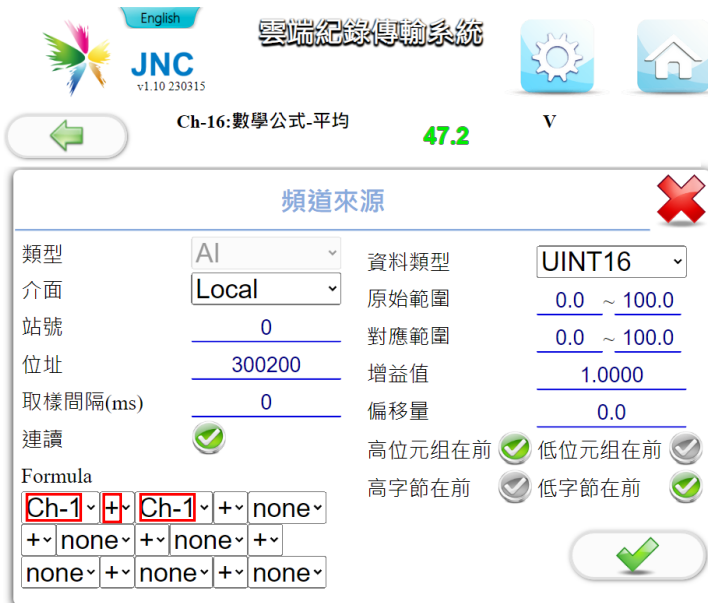 English
雲端紀錄傳輸系統
JNC
v1.10 230315
Ch-16:數學公式-平均 47.2 V
頻道來源
類型 AI
介面 Local
站號 0
位址 300200
取樣間隔(ms) 0
連讀
資料類型 UINT16
原始範圍 0.0 ~ 100.0
對應範圍 0.0 ~ 100.0
增益值 1.0000
偏移量 0.0
高位元组在前 低位元组在前
高字節在前 低字節在前
Formula
Ch-1 + Ch-1 + none
+ none + none +
none + none + none